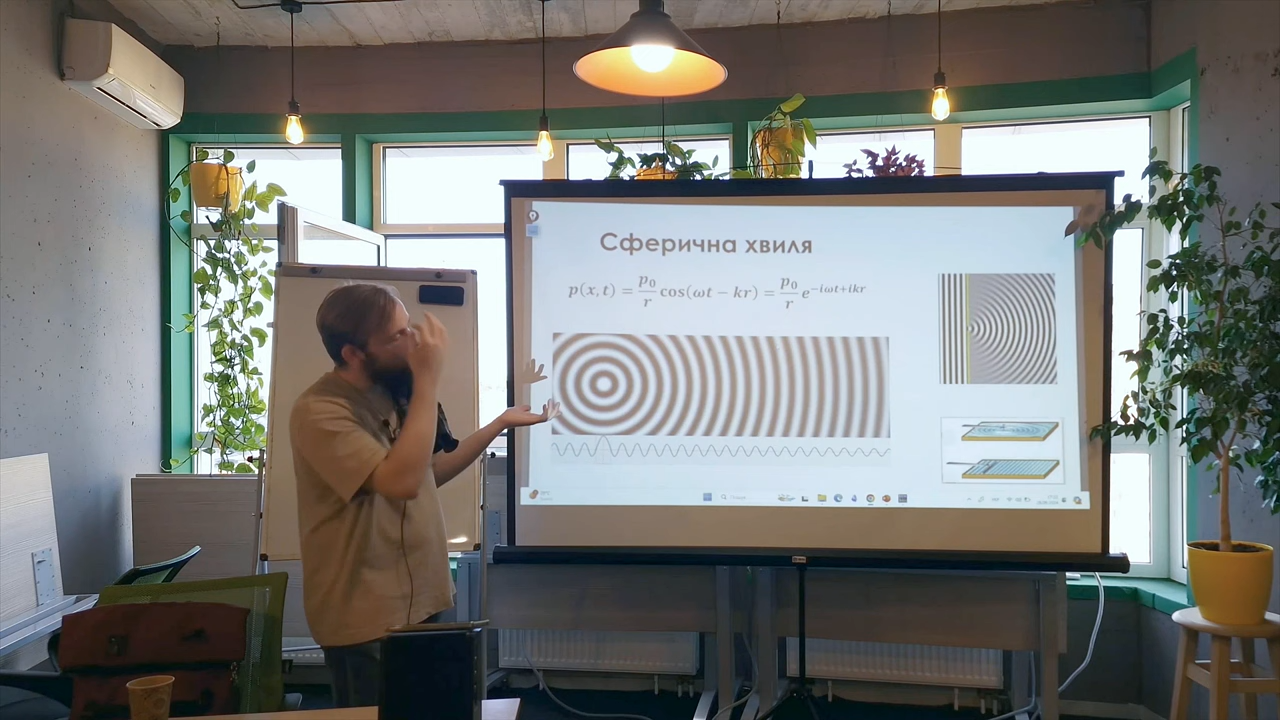 Сферична хвиля
p(x, t) = p₀/r cos(ωt − kr) = p₀/r e^{−iωt+ikr}